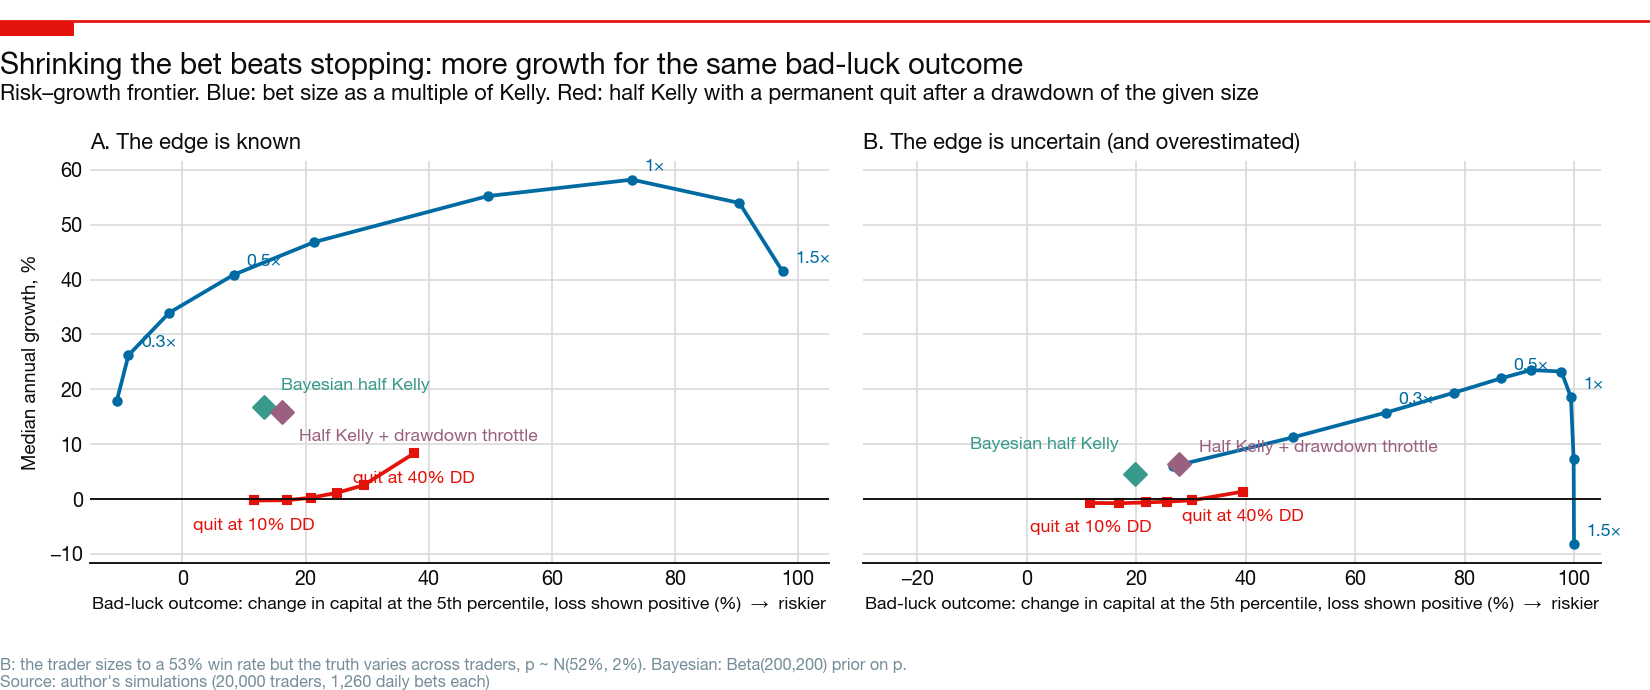 Shrinking the bet beats stopping: more growth for the same bad-luck outcome
Risk–growth frontier. Blue: bet size as a multiple of Kelly. Red: half Kelly with a permanent quit after a drawdown of the given size
A. The edge is known
Median annual growth, %
60
50
40
30
20
10
0
−10
1×
0.5×
1.5×
0.3×
Bayesian half Kelly
Half Kelly + drawdown throttle
quit at 40% DD
quit at 10% DD
0
20
40
60
80
100
Bad-luck outcome: change in capital at the 5th percentile, loss shown positive (%) → riskier
B. The edge is uncertain (and overestimated)
0.5×
1×
0.3×
Bayesian half Kelly
Half Kelly + drawdown throttle
quit at 40% DD
quit at 10% DD
1.5×
−20
0
20
40
60
80
100
Bad-luck outcome: change in capital at the 5th percentile, loss shown positive (%) → riskier
B: the trader sizes to a 53% win rate but the truth varies across traders, p ~ N(52%, 2%). Bayesian: Beta(200,200) prior on p.
Source: author's simulations (20,000 traders, 1,260 daily bets each)